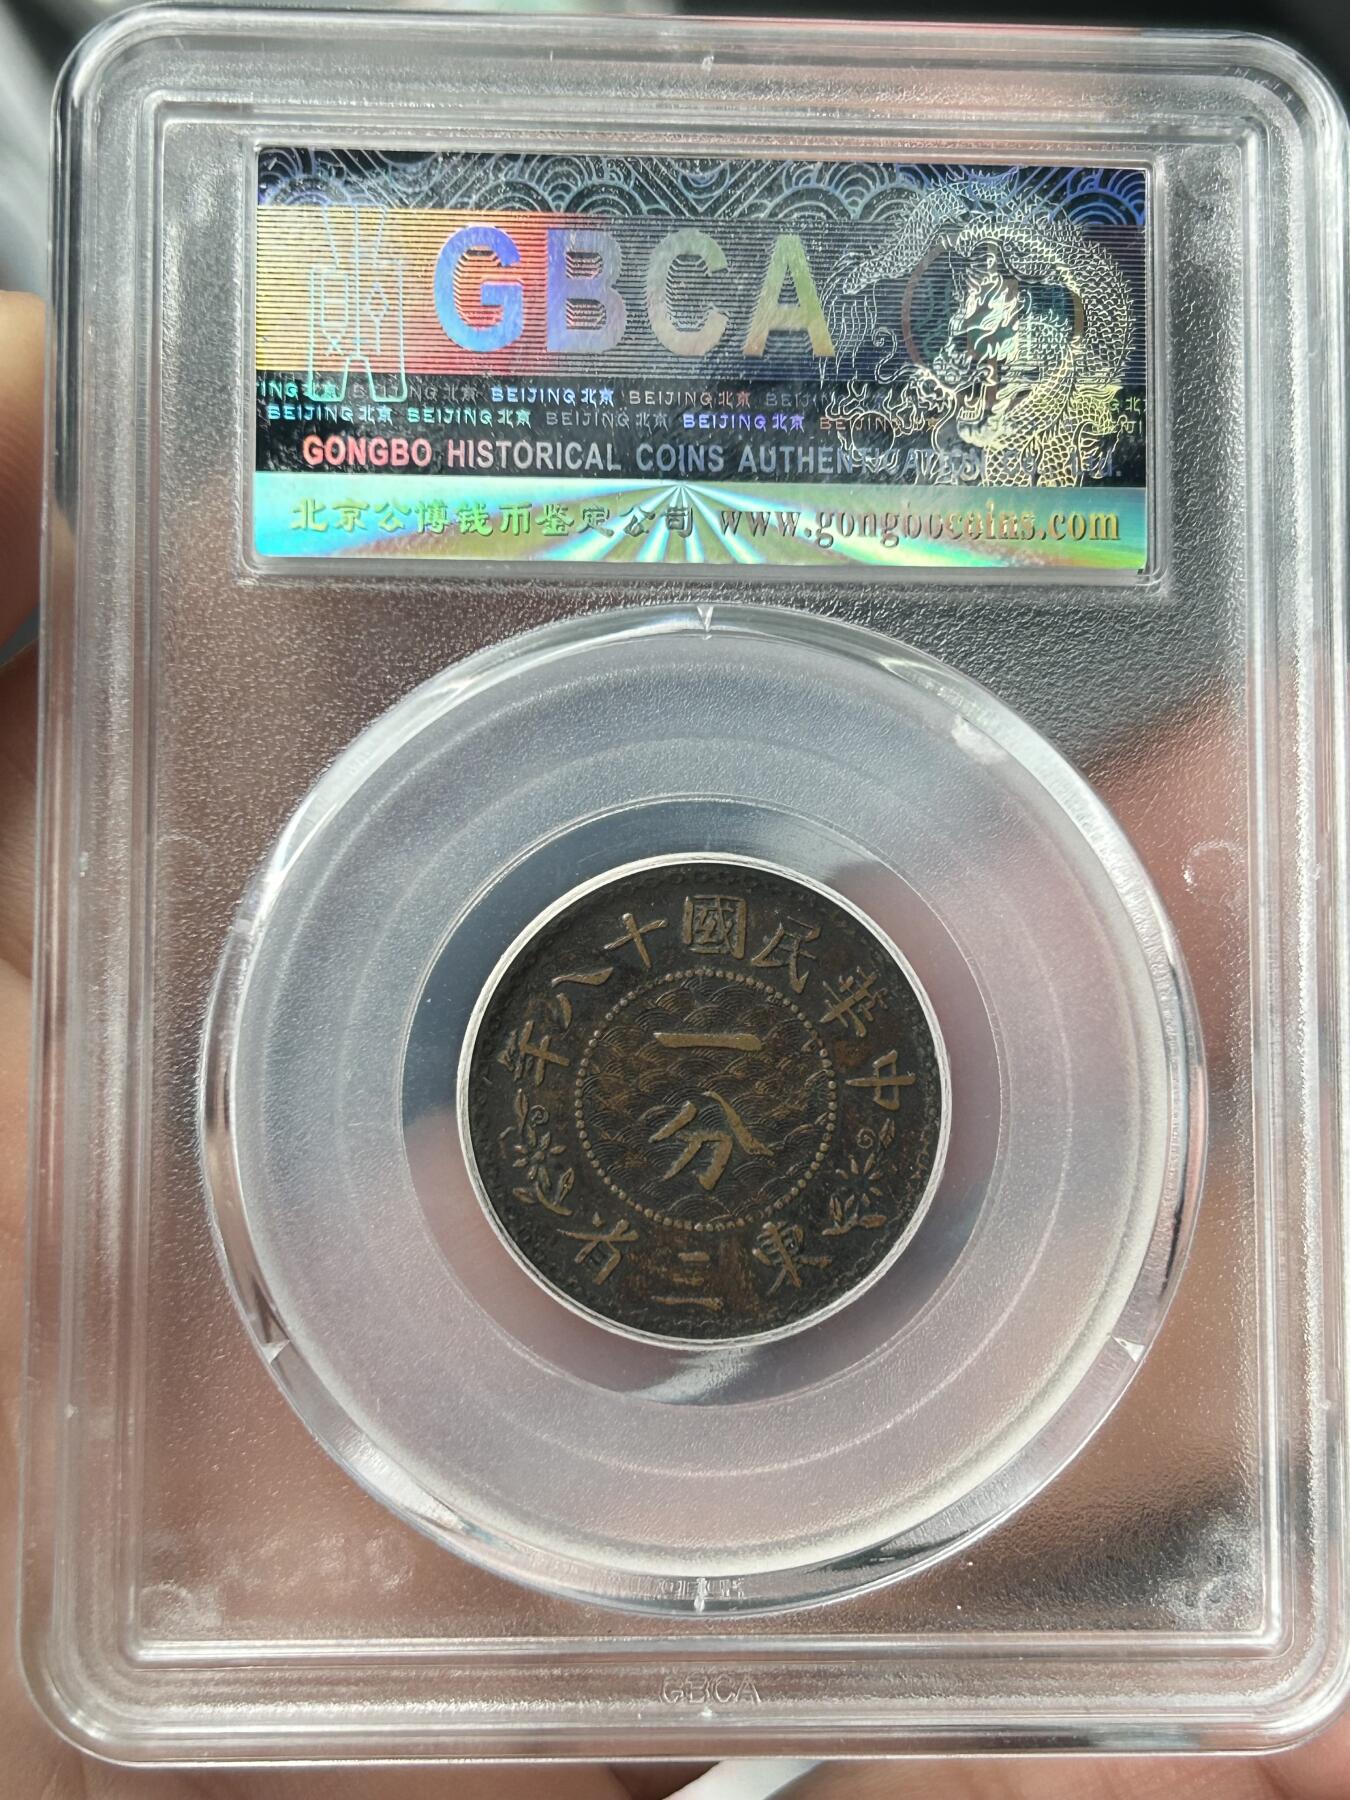 GBCA
BEIJING北京 BEIJING北京 BEIJING北京
BEIJING北京 BEIJING北京 BEIJING北京 BEIJING北京
GONGBO HISTORICAL COINS AUTHENTICATION CO., LTD.
北京公博钱币鉴定公司 www.gongbocoins.com
中華民國十八年
一分
東三省
GBCA